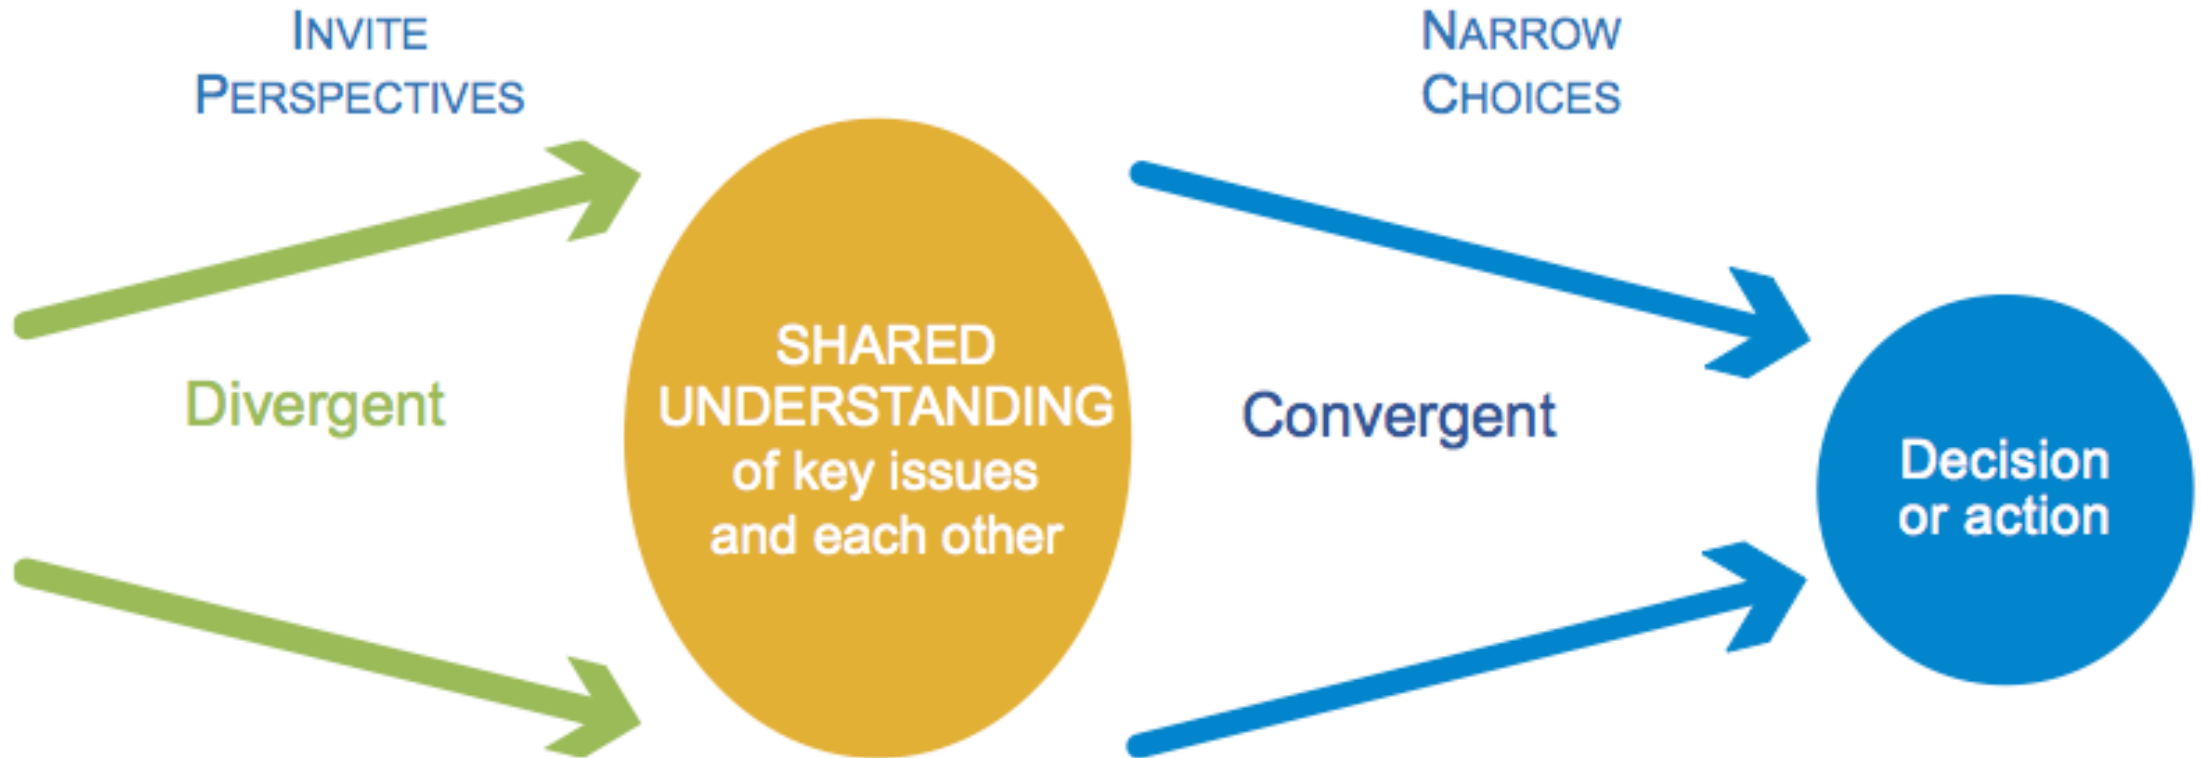 INVITE
PERSPECTIVES
NARROW
CHOICES
Divergent
SHARED
UNDERSTANDING
of key issues
and each other
Convergent
Decision
or action